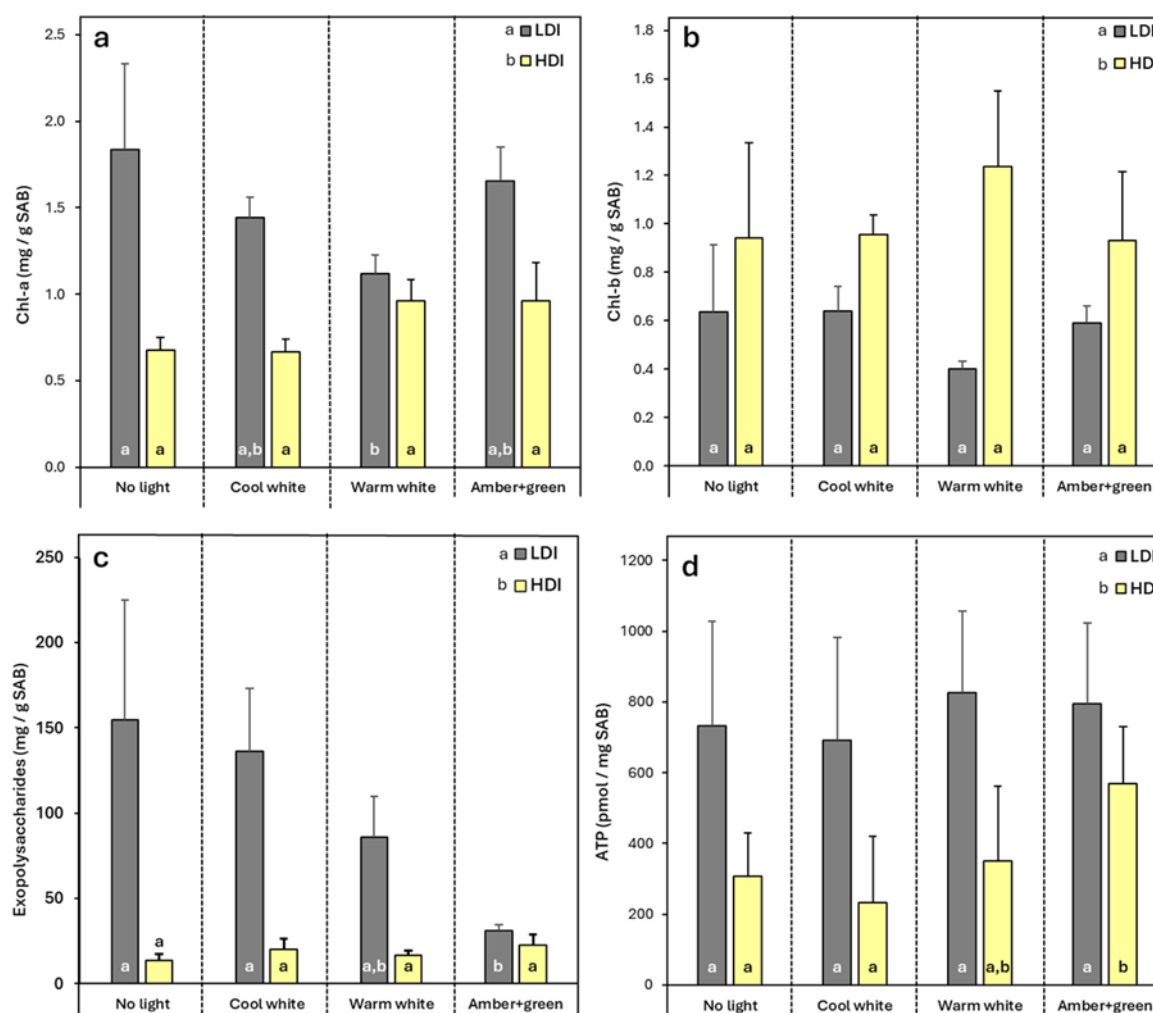 a
a LDI
b HDI
Chl-a (mg / g SAB)
2.5
2.0
1.5
1.0
0.5
0.0
a a a,b a b a a,b a
No light Cool white Warm white Amber+green
b
a LDI
b HD
Chl-b (mg / g SAB)
1.8
1.6
1.4
1.2
1.0
0.8
0.6
0.4
0.2
0.0
a a a a a a a a
No light Cool white Warm white Amber+green
c
a LDI
b HDI
Exopolysaccharides (mg / g SAB)
250
200
150
100
50
0
a
a a a a,b a b a
No light Cool white Warm white Amber+green
d
a LDI
b HD
ATP (pmol / mg SAB)
1200
1000
800
600
400
200
0
a a a a a a,b a b
No light Cool white Warm white Amber+green